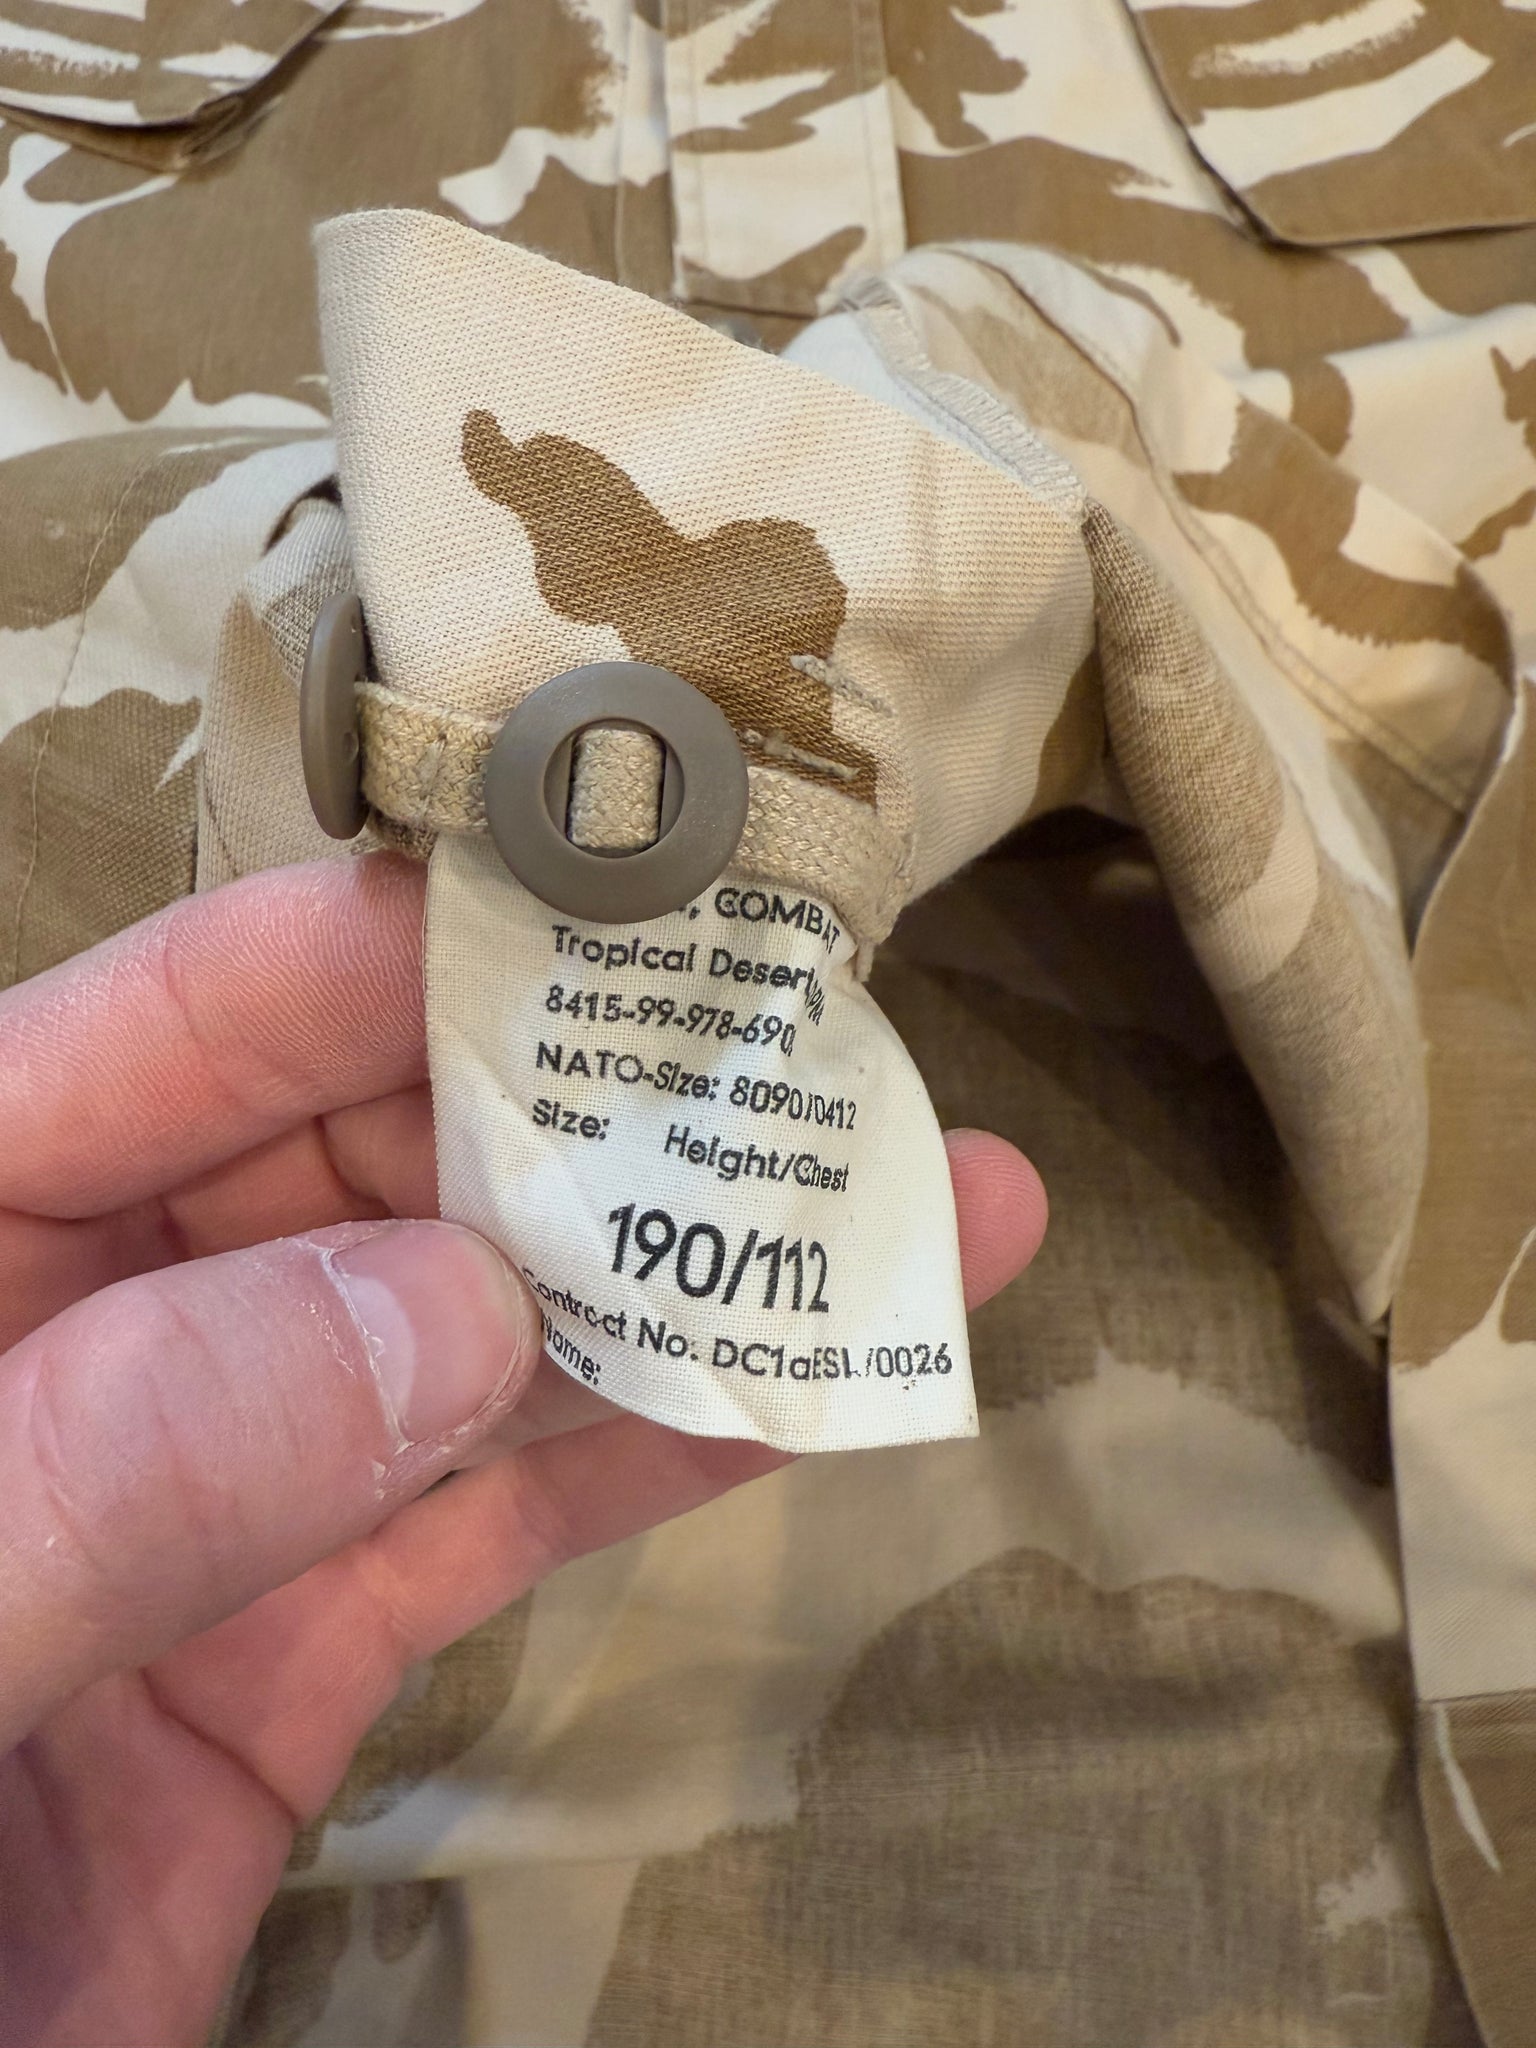 COMBAT
Tropical Desert DPM
8415-99-978-690
NATO-Size: 8090/0412
Size: Height/Chest
190/112
Contract No. DC1aESL/0026
Name: